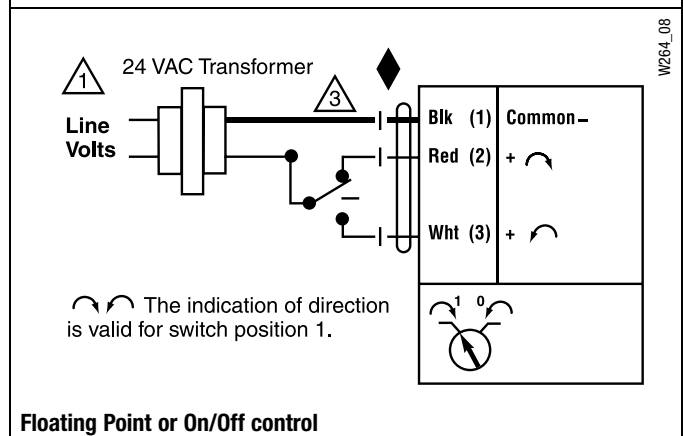 W264_08
1
24 VAC Transformer
3
Line
Volts
Blk (1) Common –
Red (2) +
Wht (3) +
The indication of direction
is valid for switch position 1.
1 0
Floating Point or On/Off control